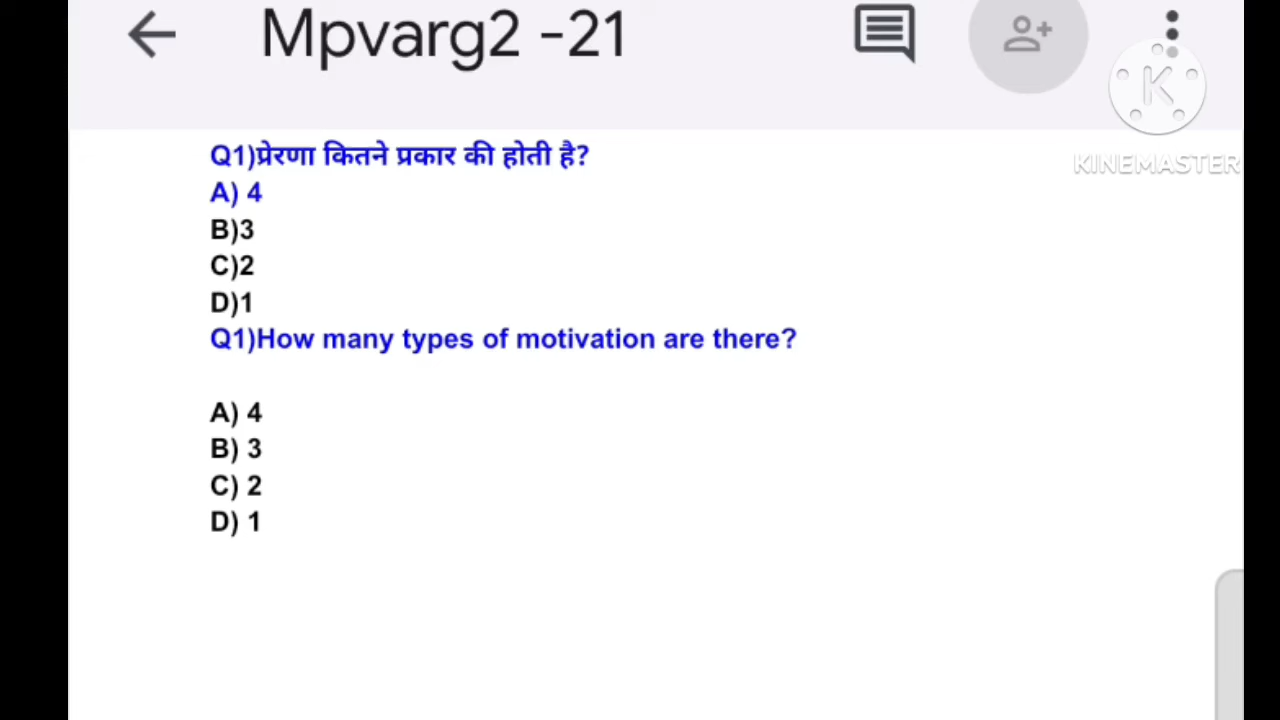 Mpvarg2 -21
K
KINEMASTER
Q1)प्रेरणा कितने प्रकार की होती है?
A) 4
B)3
C)2
D)1
Q1)How many types of motivation are there?
A) 4
B) 3
C) 2
D) 1